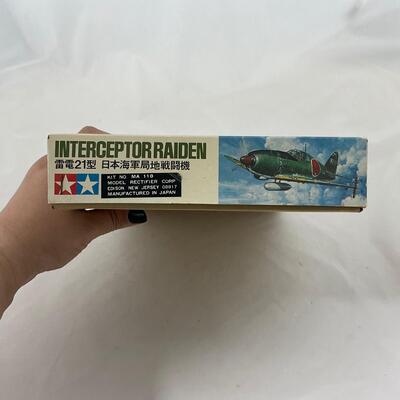 INTERCEPTOR RAIDEN
雷電21型 日本海軍局地戦闘機
KIT NO MA 118
MODEL RECTIFIER CORP
EDISON NEW JERSEY 08817
MANUFACTURED IN JAPAN